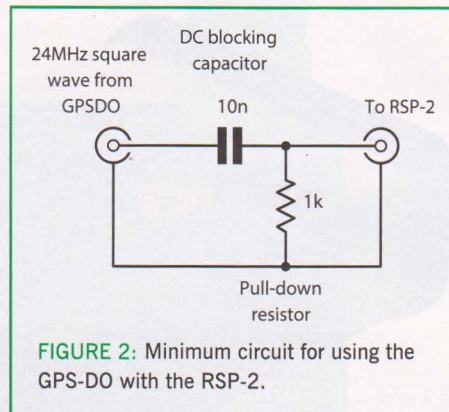 24MHz square
wave from
GPSDO
DC blocking
capacitor
10n
To RSP-2
1k
Pull-down
resistor
FIGURE 2: Minimum circuit for using the
GPS-DO with the RSP-2.